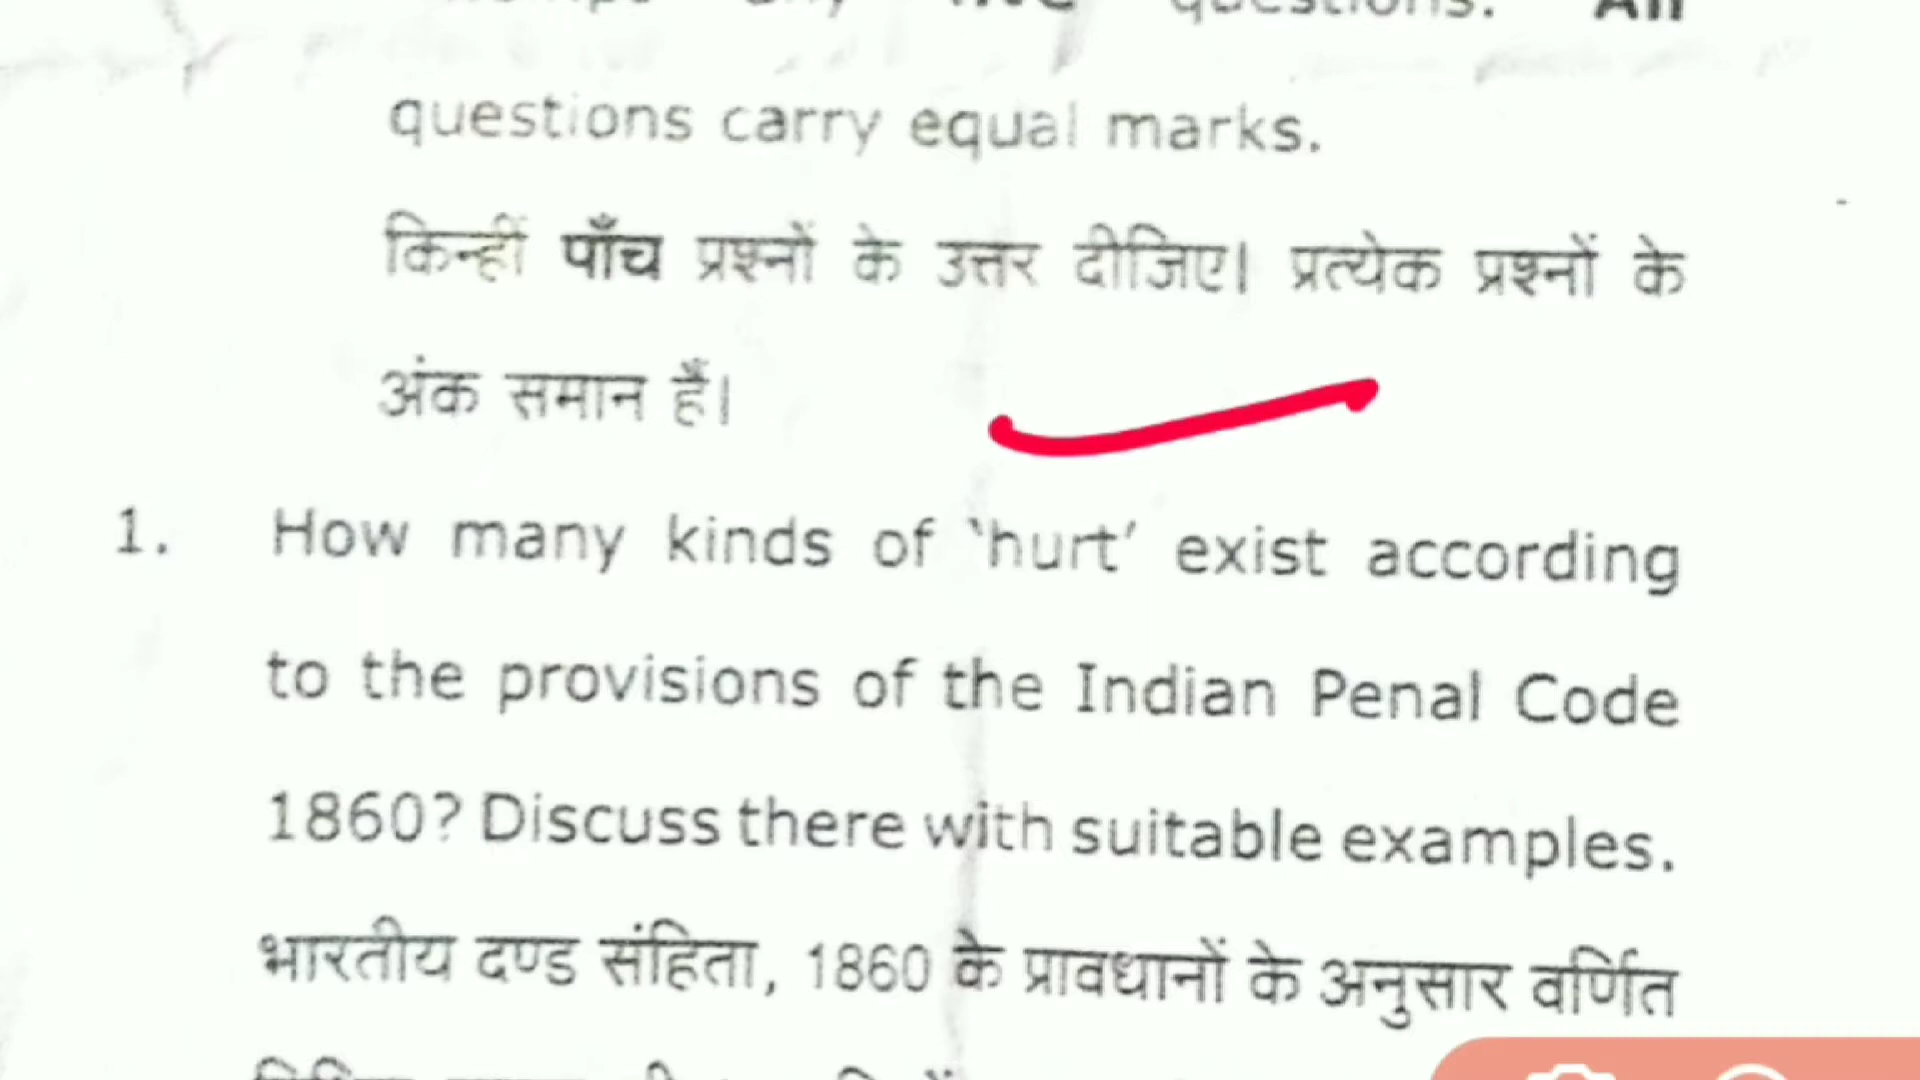 questions. All
questions carry equal marks.
किन्हीं पाँच प्रश्नों के उत्तर दीजिए। प्रत्येक प्रश्नों के
अंक समान हैं।
1. How many kinds of ‘hurt’ exist according
to the provisions of the Indian Penal Code
1860? Discuss there with suitable examples.
भारतीय दण्ड संहिता, 1860 के प्रावधानों के अनुसार वर्णित